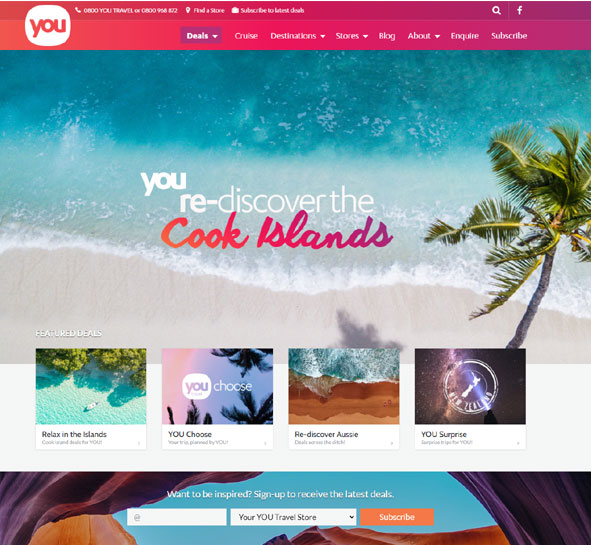 you
0800 YOU TRAVEL or 0800 968 872 Find a Store Subscribe to latest deals
Deals Cruise Destinations Stores Blog About Enquire Subscribe
you
re-discover the
Cook Islands
FEATURED DEALS
you choose
NEW ZEALAND
Relax in the Islands
Cook Island deals for YOU!
YOU Choose
Your trip, planned by YOU!
Re-discover Aussie
Deals across the ditch!
YOU Surprise
Surprise trips for YOU!
Want to be inspired? Sign-up to receive the latest deals.
@ Your YOU Travel Store Subscribe